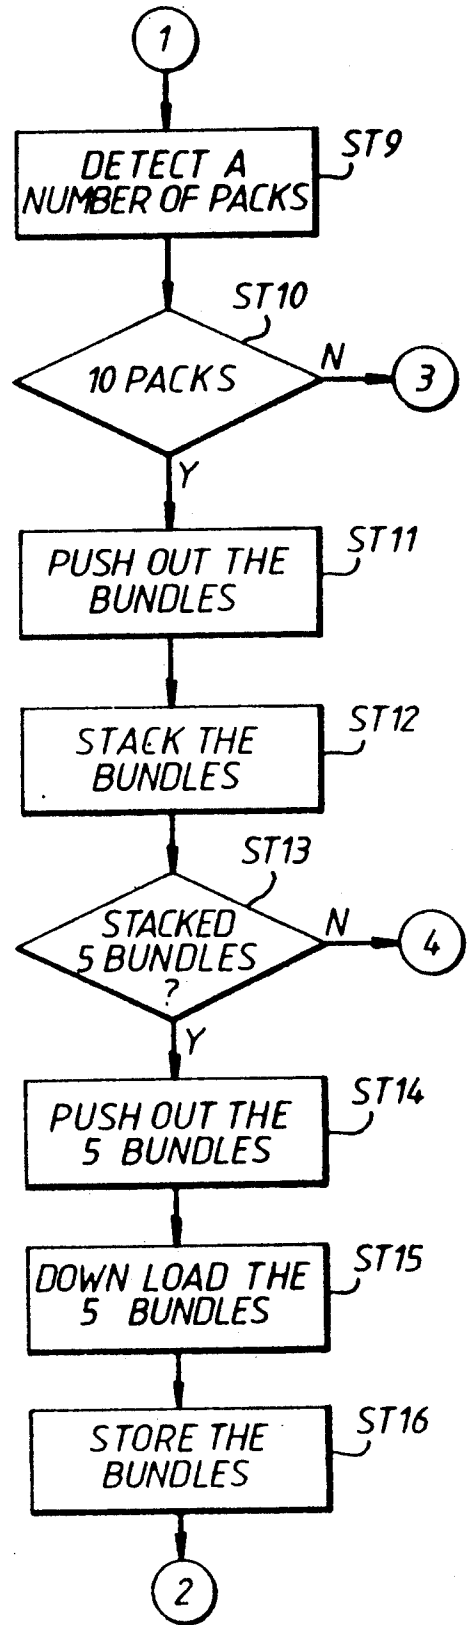 1
ST9
DETECT A
NUMBER OF PACKS
ST10
10 PACKS
N
3
Y
ST11
PUSH OUT THE
BUNDLES
ST12
STACK THE
BUNDLES
ST13
STACKED
5 BUNDLES
?
N
4
Y
ST14
PUSH OUT THE
5 BUNDLES
ST15
DOWN LOAD THE
5 BUNDLES
ST16
STORE THE
BUNDLES
2